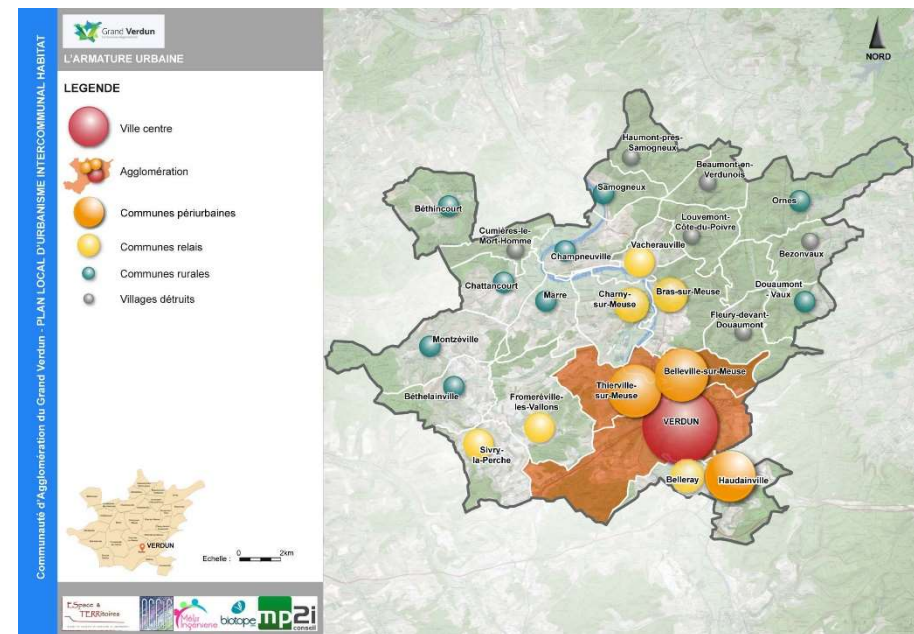 Communauté d'Agglomération du Grand Verdun - PLAN LOCAL D'URBANISME INTERCOMMUNAL HABITAT
Grand Verdun
L'ARMATURE URBAINE
LEGENDE
Ville centre
Agglomération
Communes périurbaines
Communes relais
Communes rurales
Villages détruits
VERDUN
Echelle :
0
2km
ESpace &
TERRitoires
Méla
Ingénierie
biotope
mp2i
conseil
NORD
Haumont-près-
Samogneux
Beaumont-en-
Verdunois
Samogneux
Ornes
Béthincourt
Louvemont-
Côte-du-Poivre
Cumières-le-
Mort-Homme
Vacherauville
Bezonvaux
Champneuville
Chattancourt
Marre
Charny-
sur-Meuse
Bras-sur-Meuse
Douaumont
-Vaux
Fleury-devant-
Douaumont
Montzéville
Belleville-sur-Meuse
Thierville-
sur-Meuse
Béthelainville
Fromeréville-
les-Vallons
VERDUN
Sivry-
la-Perche
Belleray
Haudainville